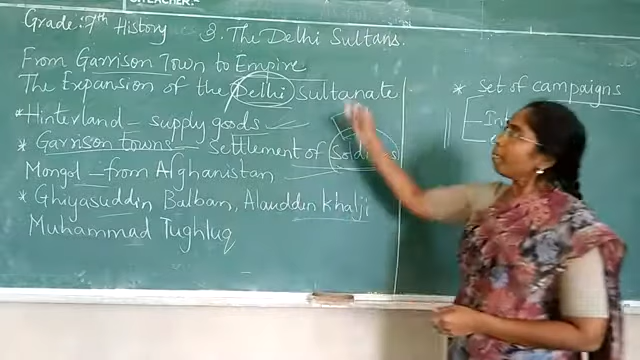 Grade: 7th History 3. The Delhi Sultans.
From Garrison Town to Empire
The Expansion of the Delhi Sultanate
* Hinterland - supply goods
* Garrison towns - Settlement of Soldiers
Mongol - from Afghanistan
* Ghiyasuddin Balban, Alauddin Khalji
Muhammad Tughluq
* Set of campaigns